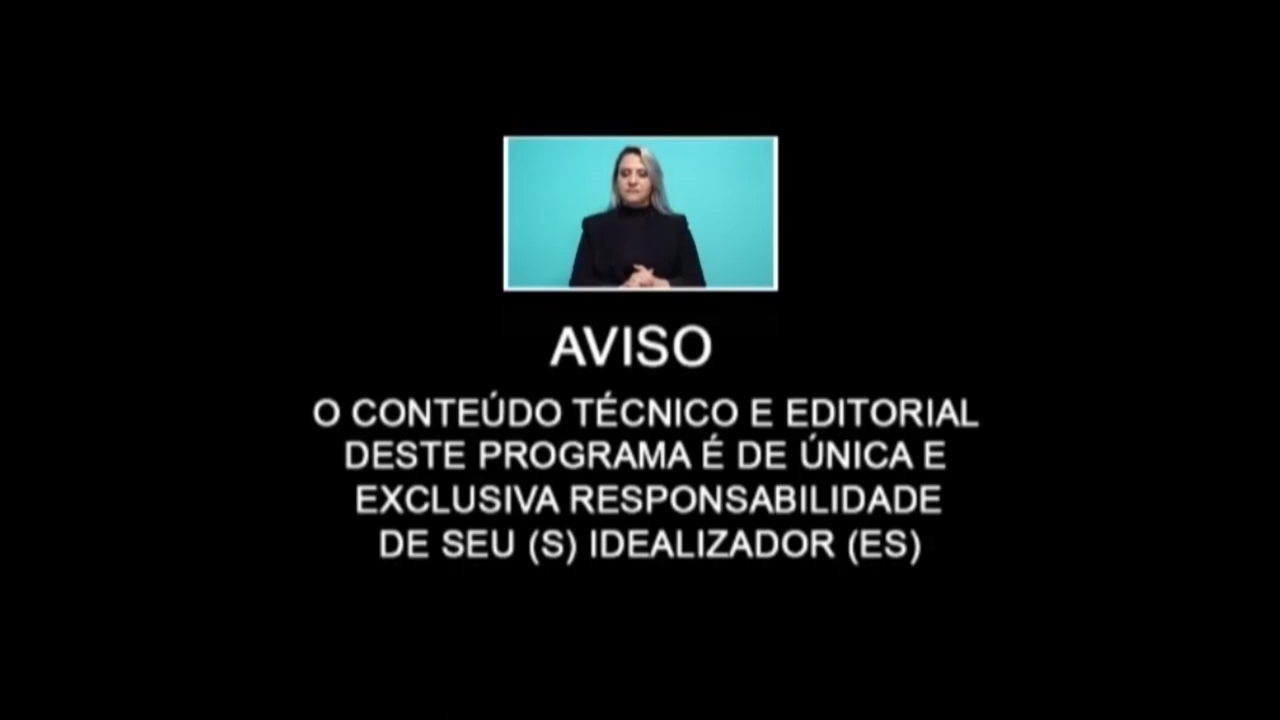 AVISO
O CONTEÚDO TÉCNICO E EDITORIAL
DESTE PROGRAMA É DE ÚNICA E
EXCLUSIVA RESPONSABILIDADE
DE SEU (S) IDEALIZADOR (ES)